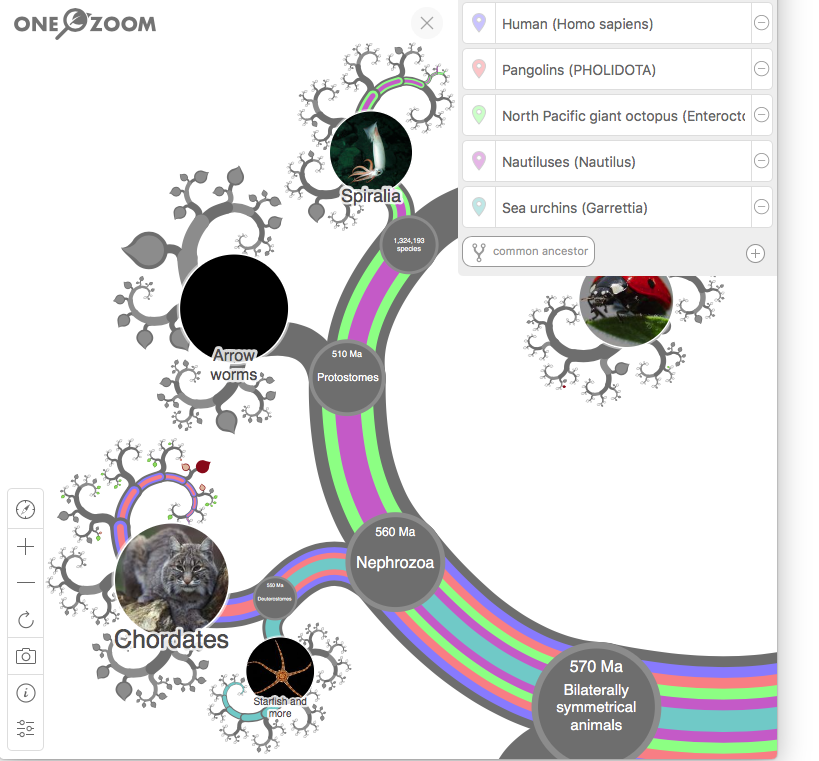 ONEZOOM
Human (Homo sapiens)
Pangolins (PHOLIDOTA)
North Pacific giant octopus (Enterocto
Nautiluses (Nautilus)
Sea urchins (Garrettia)
common ancestor
Spiralia
1,324,193
species
Arrow
worms
510 Ma
Protostomes
560 Ma
Nephrozoa
550 Ma
Deuterostomes
Chordates
Starfish and
more
570 Ma
Bilaterally
symmetrical
animals